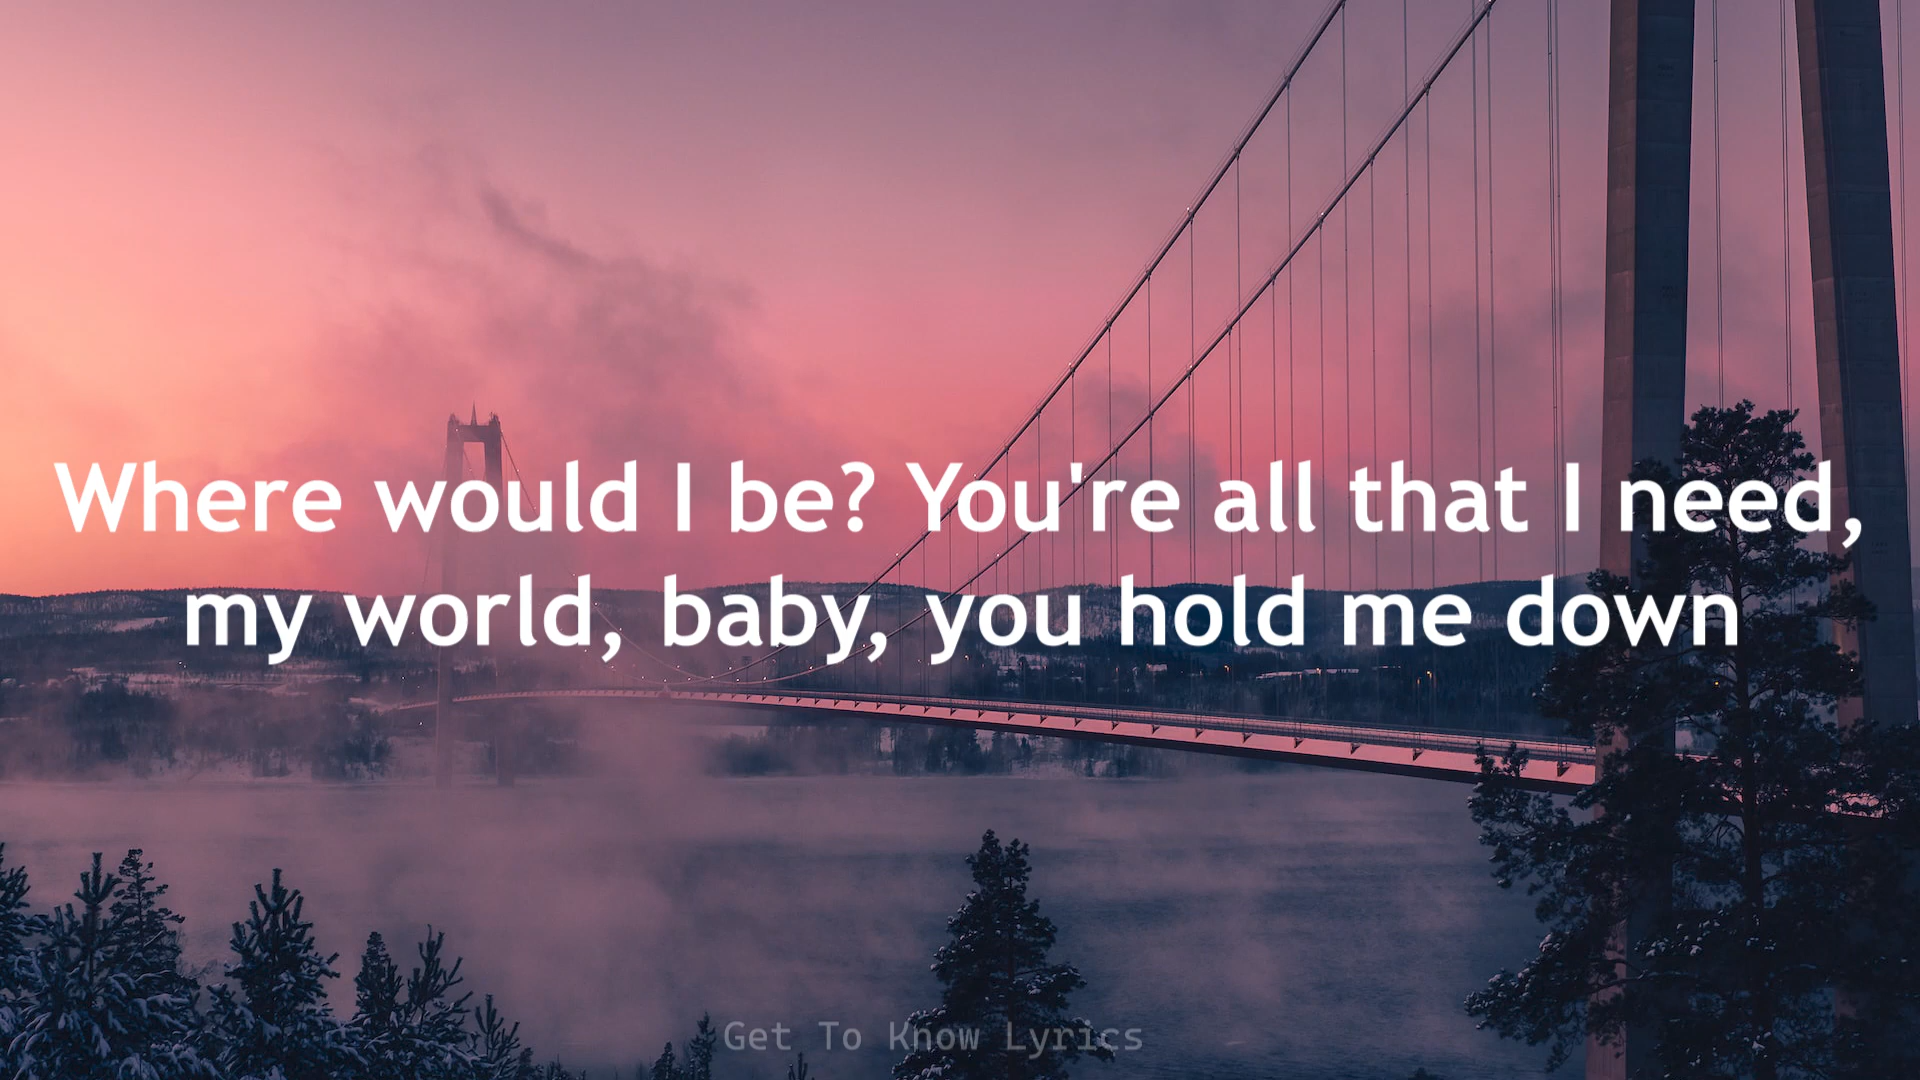 Where would I be? You're all that I need,
my world, baby, you hold me down
Get To Know Lyrics